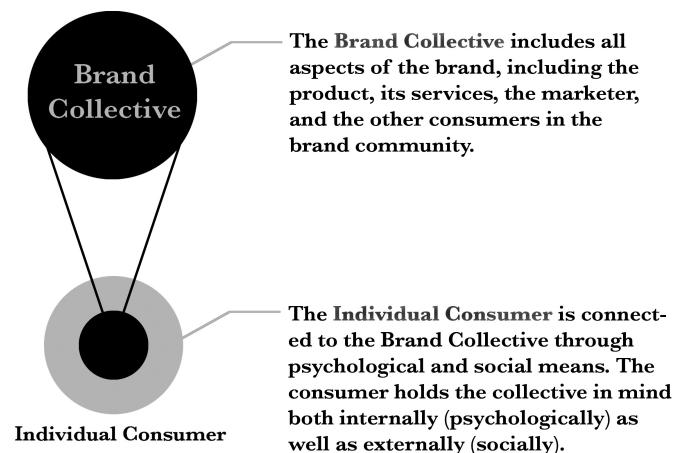 Brand
Collective
The Brand Collective includes all
aspects of the brand, including the
product, its services, the marketer,
and the other consumers in the
brand community.
The Individual Consumer is connect-
ed to the Brand Collective through
psychological and social means. The
consumer holds the collective in mind
both internally (psychologically) as
well as externally (socially).
Individual Consumer